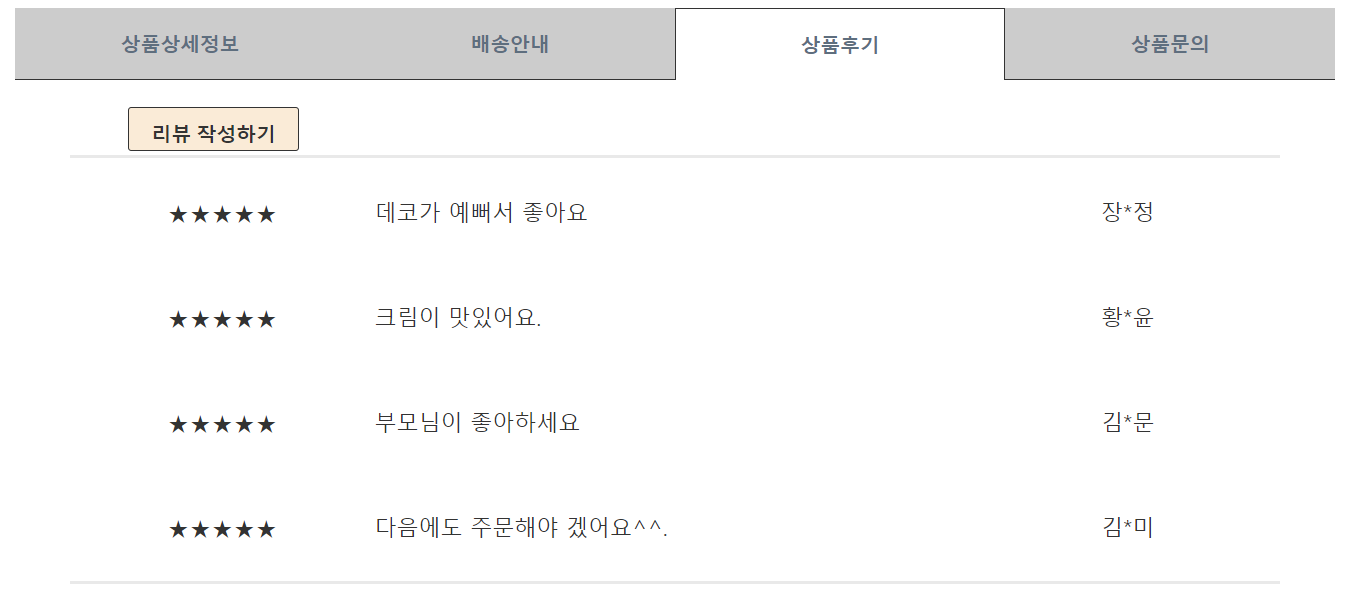 상품상세정보 배송안내 상품후기 상품문의
리뷰 작성하기
★★★★★ 데코가 예뻐서 좋아요 장*정
★★★★★ 크림이 맛있어요. 황*윤
★★★★★ 부모님이 좋아하세요 김*문
★★★★★ 다음에도 주문해야 겠어요^^. 김*미